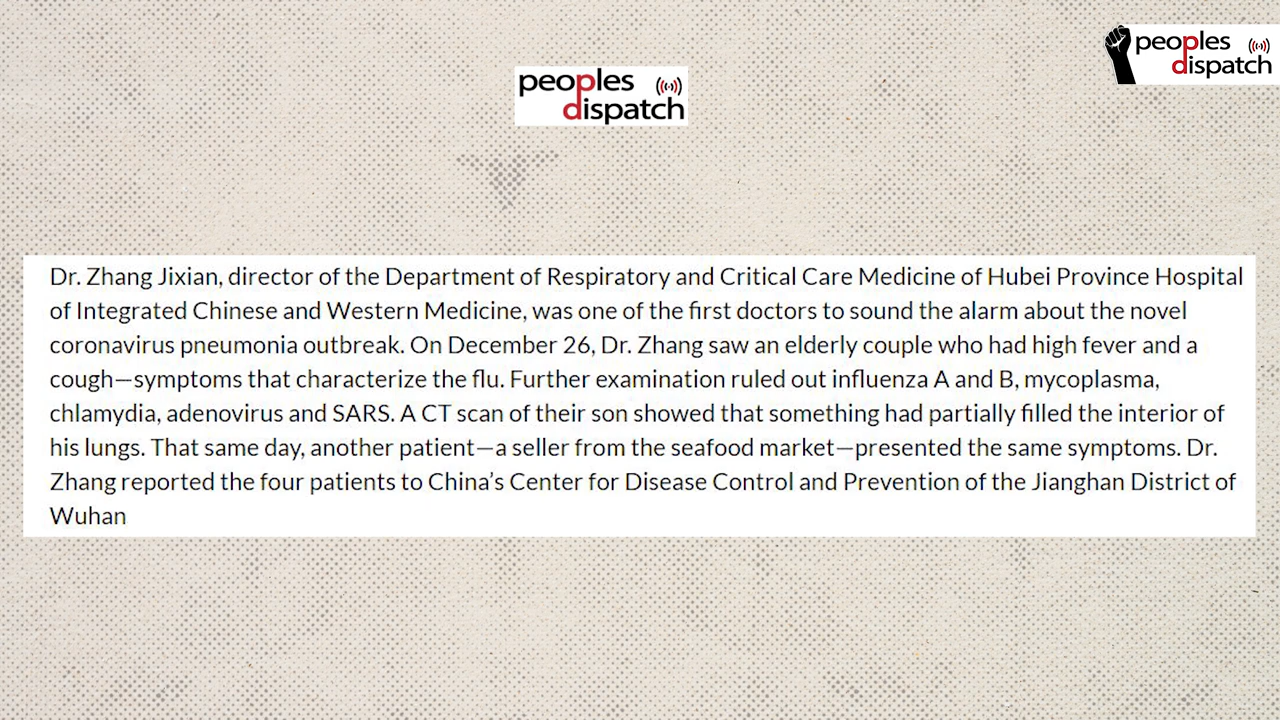 peoples
dispatch
peoples
dispatch
Dr. Zhang Jixian, director of the Department of Respiratory and Critical Care Medicine of Hubei Province Hospital
of Integrated Chinese and Western Medicine, was one of the first doctors to sound the alarm about the novel
coronavirus pneumonia outbreak. On December 26, Dr. Zhang saw an elderly couple who had high fever and a
cough—symptoms that characterize the flu. Further examination ruled out influenza A and B, mycoplasma,
chlamydia, adenovirus and SARS. A CT scan of their son showed that something had partially filled the interior of
his lungs. That same day, another patient—a seller from the seafood market—presented the same symptoms. Dr.
Zhang reported the four patients to China’s Center for Disease Control and Prevention of the Jianghan District of
Wuhan